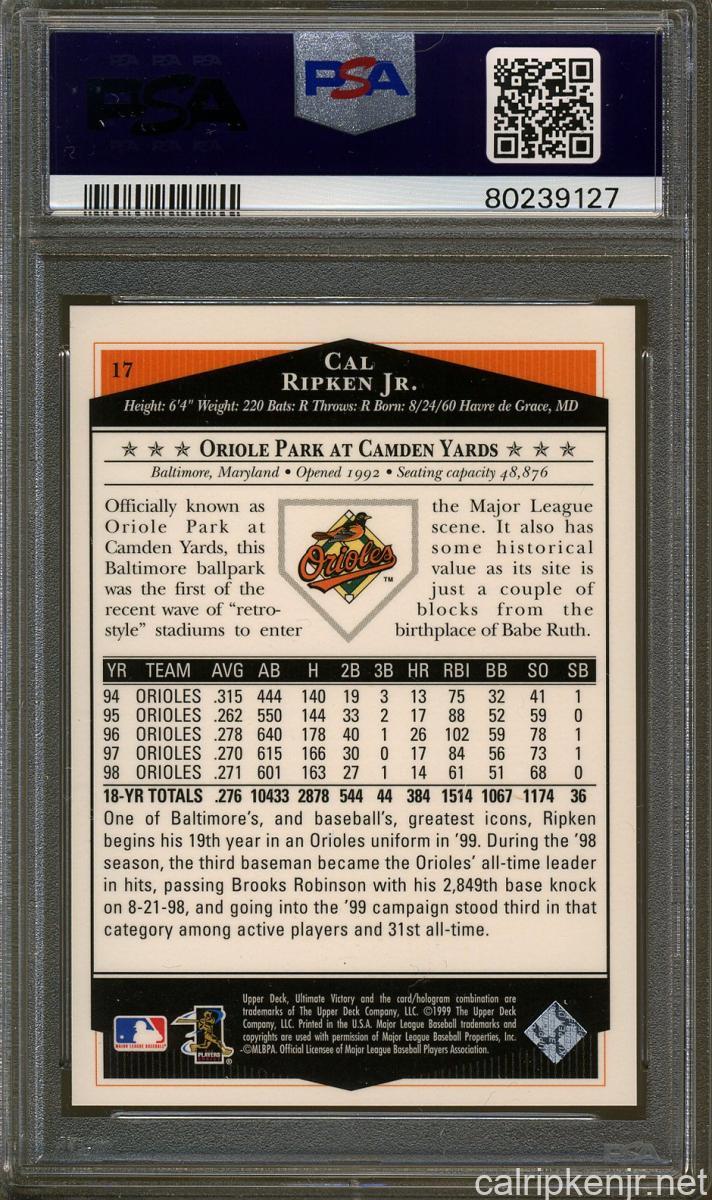 PSA PSA PSA
PSA
PSA PSA PSA
PSA
80239127
17
CAL
RIPKEN JR.
Height: 6'4" Weight: 220 Bats: R Throws: R Born: 8/24/60 Havre de Grace, MD
ORIOLE PARK AT CAMDEN YARDS
Baltimore, Maryland • Opened 1992 • Seating capacity 48,876
Officially known as
Oriole Park at
Camden Yards, this
Baltimore ballpark
was the first of the
recent wave of “retro-
style” stadiums to enter
Orioles
TM
the Major League
scene. It also has
some historical
value as its site is
just a couple of
blocks from the
birthplace of Babe Ruth.
YR TEAM AVG AB H 2B 3B HR RBI BB SO SB
94 ORIOLES .315 444 140 19 3 13 75 32 41 1
95 ORIOLES .262 550 144 33 2 17 88 52 59 0
96 ORIOLES .278 640 178 40 1 26 102 59 78 1
97 ORIOLES .270 615 166 30 0 17 84 56 73 1
98 ORIOLES .271 601 163 27 1 14 61 51 68 0
18-YR TOTALS .276 10433 2878 544 44 384 1514 1067 1174 36
One of Baltimore's, and baseball's, greatest icons, Ripken
begins his 19th year in an Orioles uniform in '99. During the '98
season, the third baseman became the Orioles' all-time leader
in hits, passing Brooks Robinson with his 2,849th base knock
on 8-21-98, and going into the '99 campaign stood third in that
category among active players and 31st all-time.
MAJOR LEAGUE BASEBALL
PLAYERS
Upper Deck, Ultimate Victory and the card/hologram combination are
trademarks of The Upper Deck Company, LLC. ©1999 The Upper Deck
Company, LLC. Printed in the U.S.A. Major League Baseball trademarks and
copyrights are used with permission of Major League Baseball Properties, Inc.
©MLBPA. Official Licensee of Major League Baseball Players Association.
PSA
calripkenjr.net